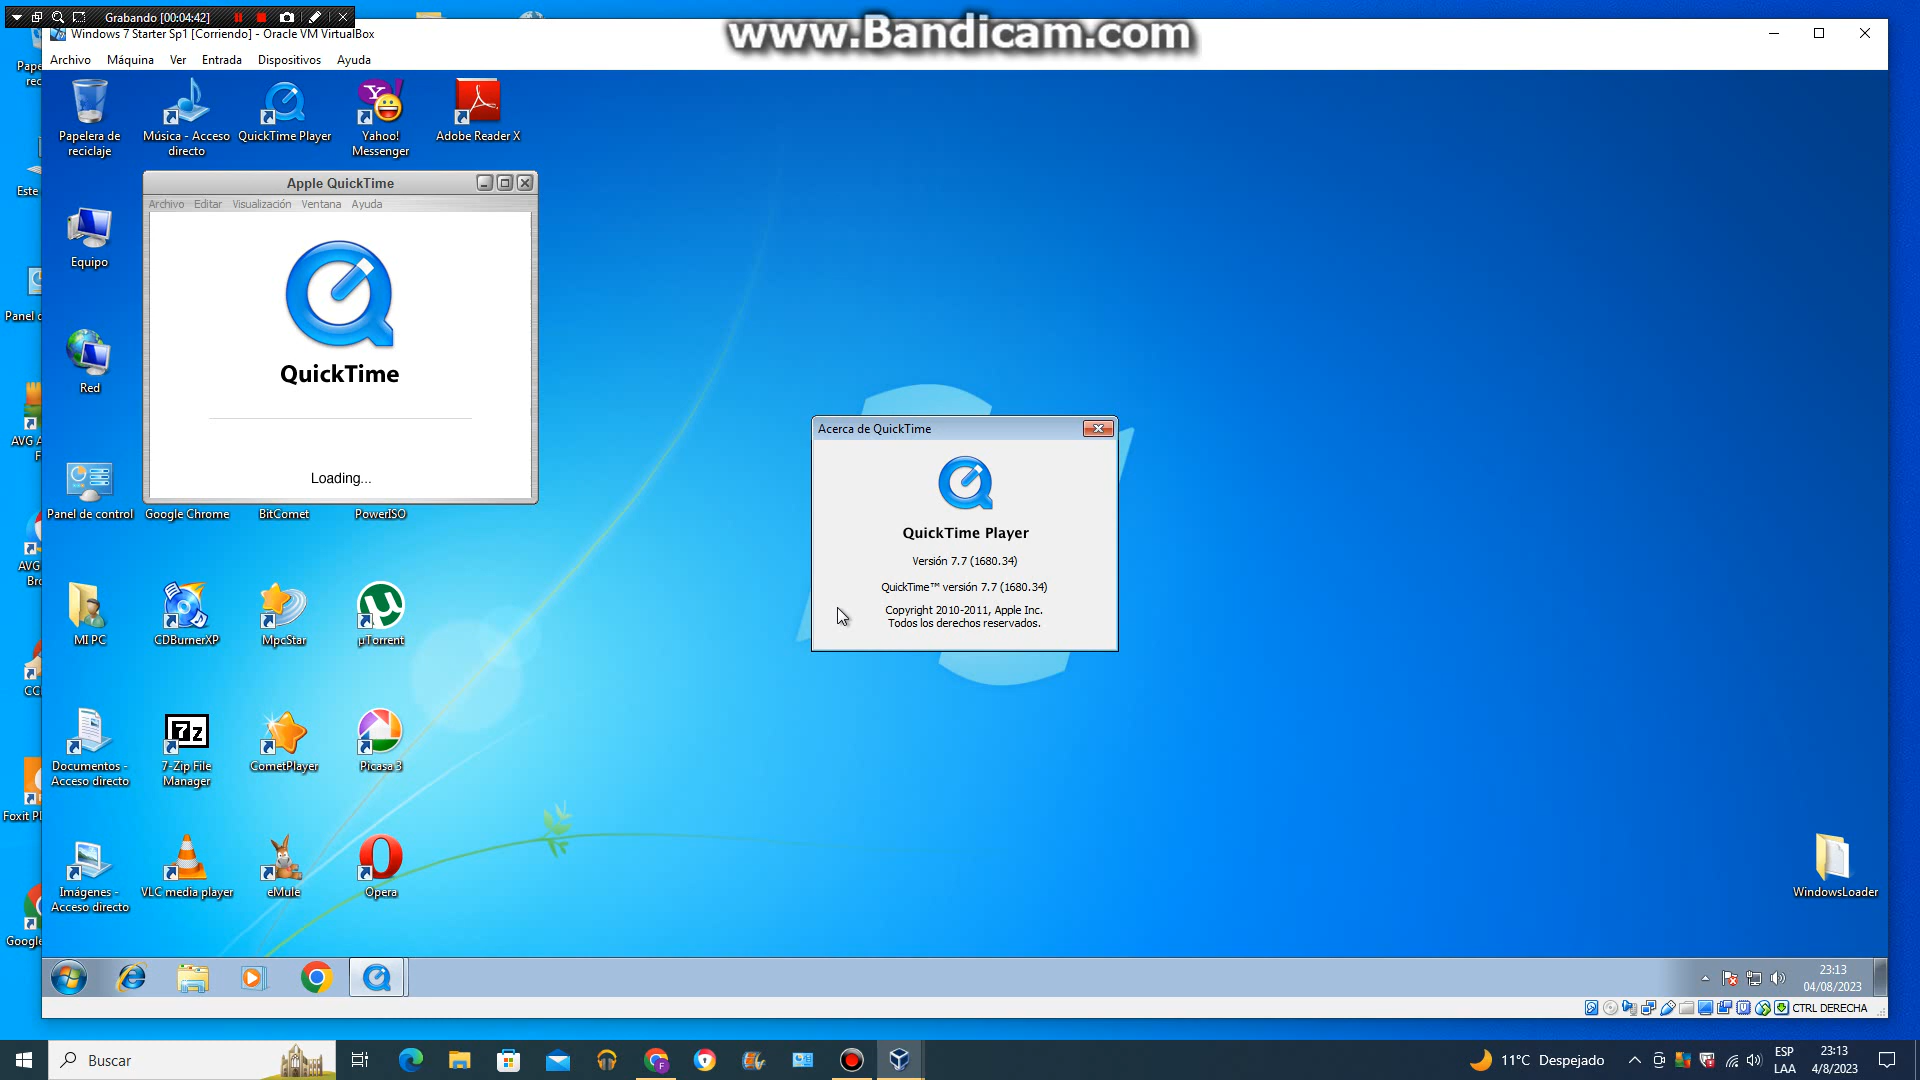 Grabando [00:04:42]
www.Bandicam.com
Windows 7 Starter Sp1 [Corriendo] - Oracle VM VirtualBox
Archivo Máquina Ver Entrada Dispositivos Ayuda
Papelera de reciclaje
Música - Acceso directo
QuickTime Player
Yahoo! Messenger
Adobe Reader X
Apple QuickTime
Archivo Editar Visualización Ventana Ayuda
QuickTime
Loading...
Este
Equipo
Panel d
Red
AVG A
F
Panel de control
Google Chrome
BitComet
PowerISO
Acerca de QuickTime
QuickTime Player
Versión 7.7 (1680.34)
QuickTime™ versión 7.7 (1680.34)
Copyright 2010-2011, Apple Inc.
Todos los derechos reservados.
AVG
Bro
MI PC
CDBurnerXP
MpcStar
µTorrent
CC
Documentos - Acceso directo
7-Zip File Manager
CometPlayer
Picasa 3
Foxit Pl
Imágenes - Acceso directo
VLC media player
eMule
Opera
WindowsLoader
Google
23:13
04/08/2023
CTRL DERECHA
Buscar
11°C Despejado
ESP
LAA
23:13
4/8/2023